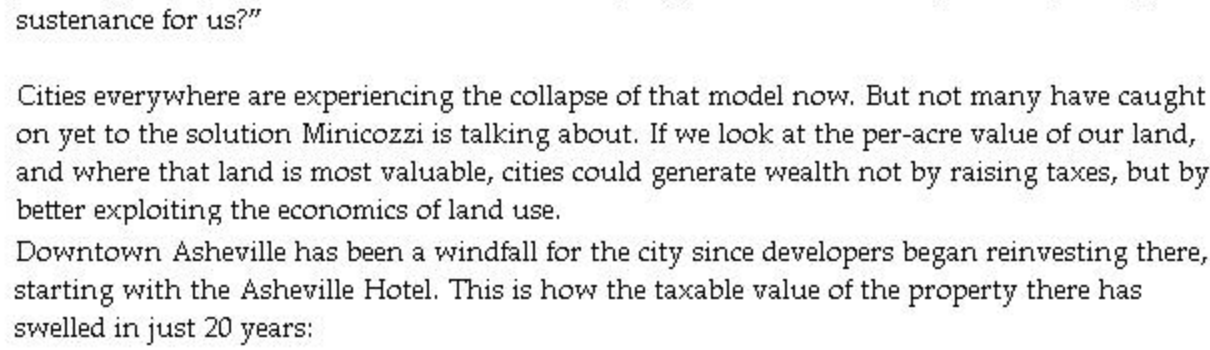 sustenance for us?”
Cities everywhere are experiencing the collapse of that model now. But not many have caught
on yet to the solution Minicozzi is talking about. If we look at the per-acre value of our land,
and where that land is most valuable, cities could generate wealth not by raising taxes, but by
better exploiting the economics of land use.
Downtown Asheville has been a windfall for the city since developers began reinvesting there,
starting with the Asheville Hotel. This is how the taxable value of the property there has
swelled in just 20 years: